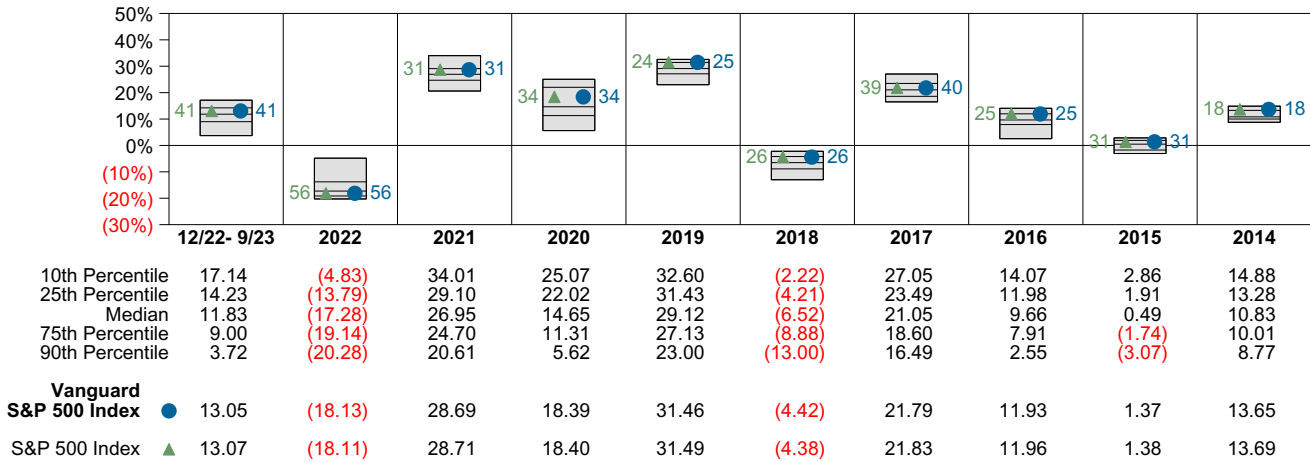 50%
40%
30%
20%
10%
0%
(10%)
(20%)
(30%)
41 41
56 56
31 31
34 34
24 25
26 26
39 40
25 25
31 31
18 18
12/22- 9/23 2022 2021 2020 2019 2018 2017 2016 2015 2014
10th Percentile 17.14 (4.83) 34.01 25.07 32.60 (2.22) 27.05 14.07 2.86 14.88
25th Percentile 14.23 (13.79) 29.10 22.02 31.43 (4.21) 23.49 11.98 1.91 13.28
Median 11.83 (17.28) 26.95 14.65 29.12 (6.52) 21.05 9.66 0.49 10.83
75th Percentile 9.00 (19.14) 24.70 11.31 27.13 (8.88) 18.60 7.91 (1.74) 10.01
90th Percentile 3.72 (20.28) 20.61 5.62 23.00 (13.00) 16.49 2.55 (3.07) 8.77
Vanguard
S&P 500 Index 13.05 (18.13) 28.69 18.39 31.46 (4.42) 21.79 11.93 1.37 13.65
S&P 500 Index 13.07 (18.11) 28.71 18.40 31.49 (4.38) 21.83 11.96 1.38 13.69